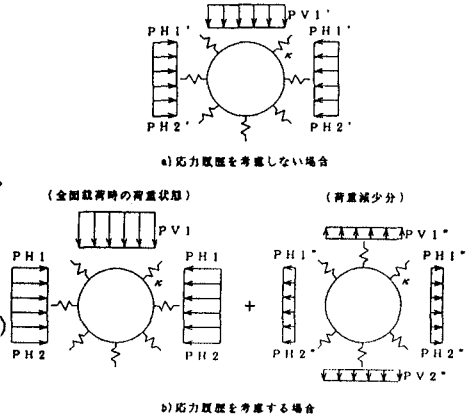 PV1'
PH1' PH1'
κ
PH2' PH2'
a)応力履歴を考慮しない場合
(全面載荷時の荷重状態) (荷重減少分)
PV1 PV1"
PH1 PH1 PH1" PH1"
κ κ
+
PH2 PH2 PH2" PH2"
PV2"
b)応力履歴を考慮する場合